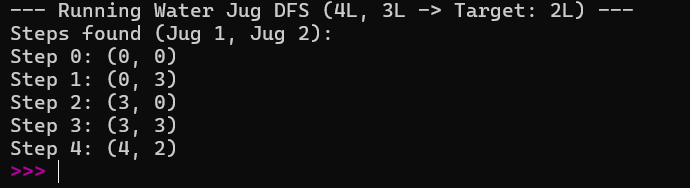 --- Running Water Jug DFS (4L, 3L -> Target: 2L) ---
Steps found (Jug 1, Jug 2):
Step 0: (0, 0)
Step 1: (0, 3)
Step 2: (3, 0)
Step 3: (3, 3)
Step 4: (4, 2)
>>>